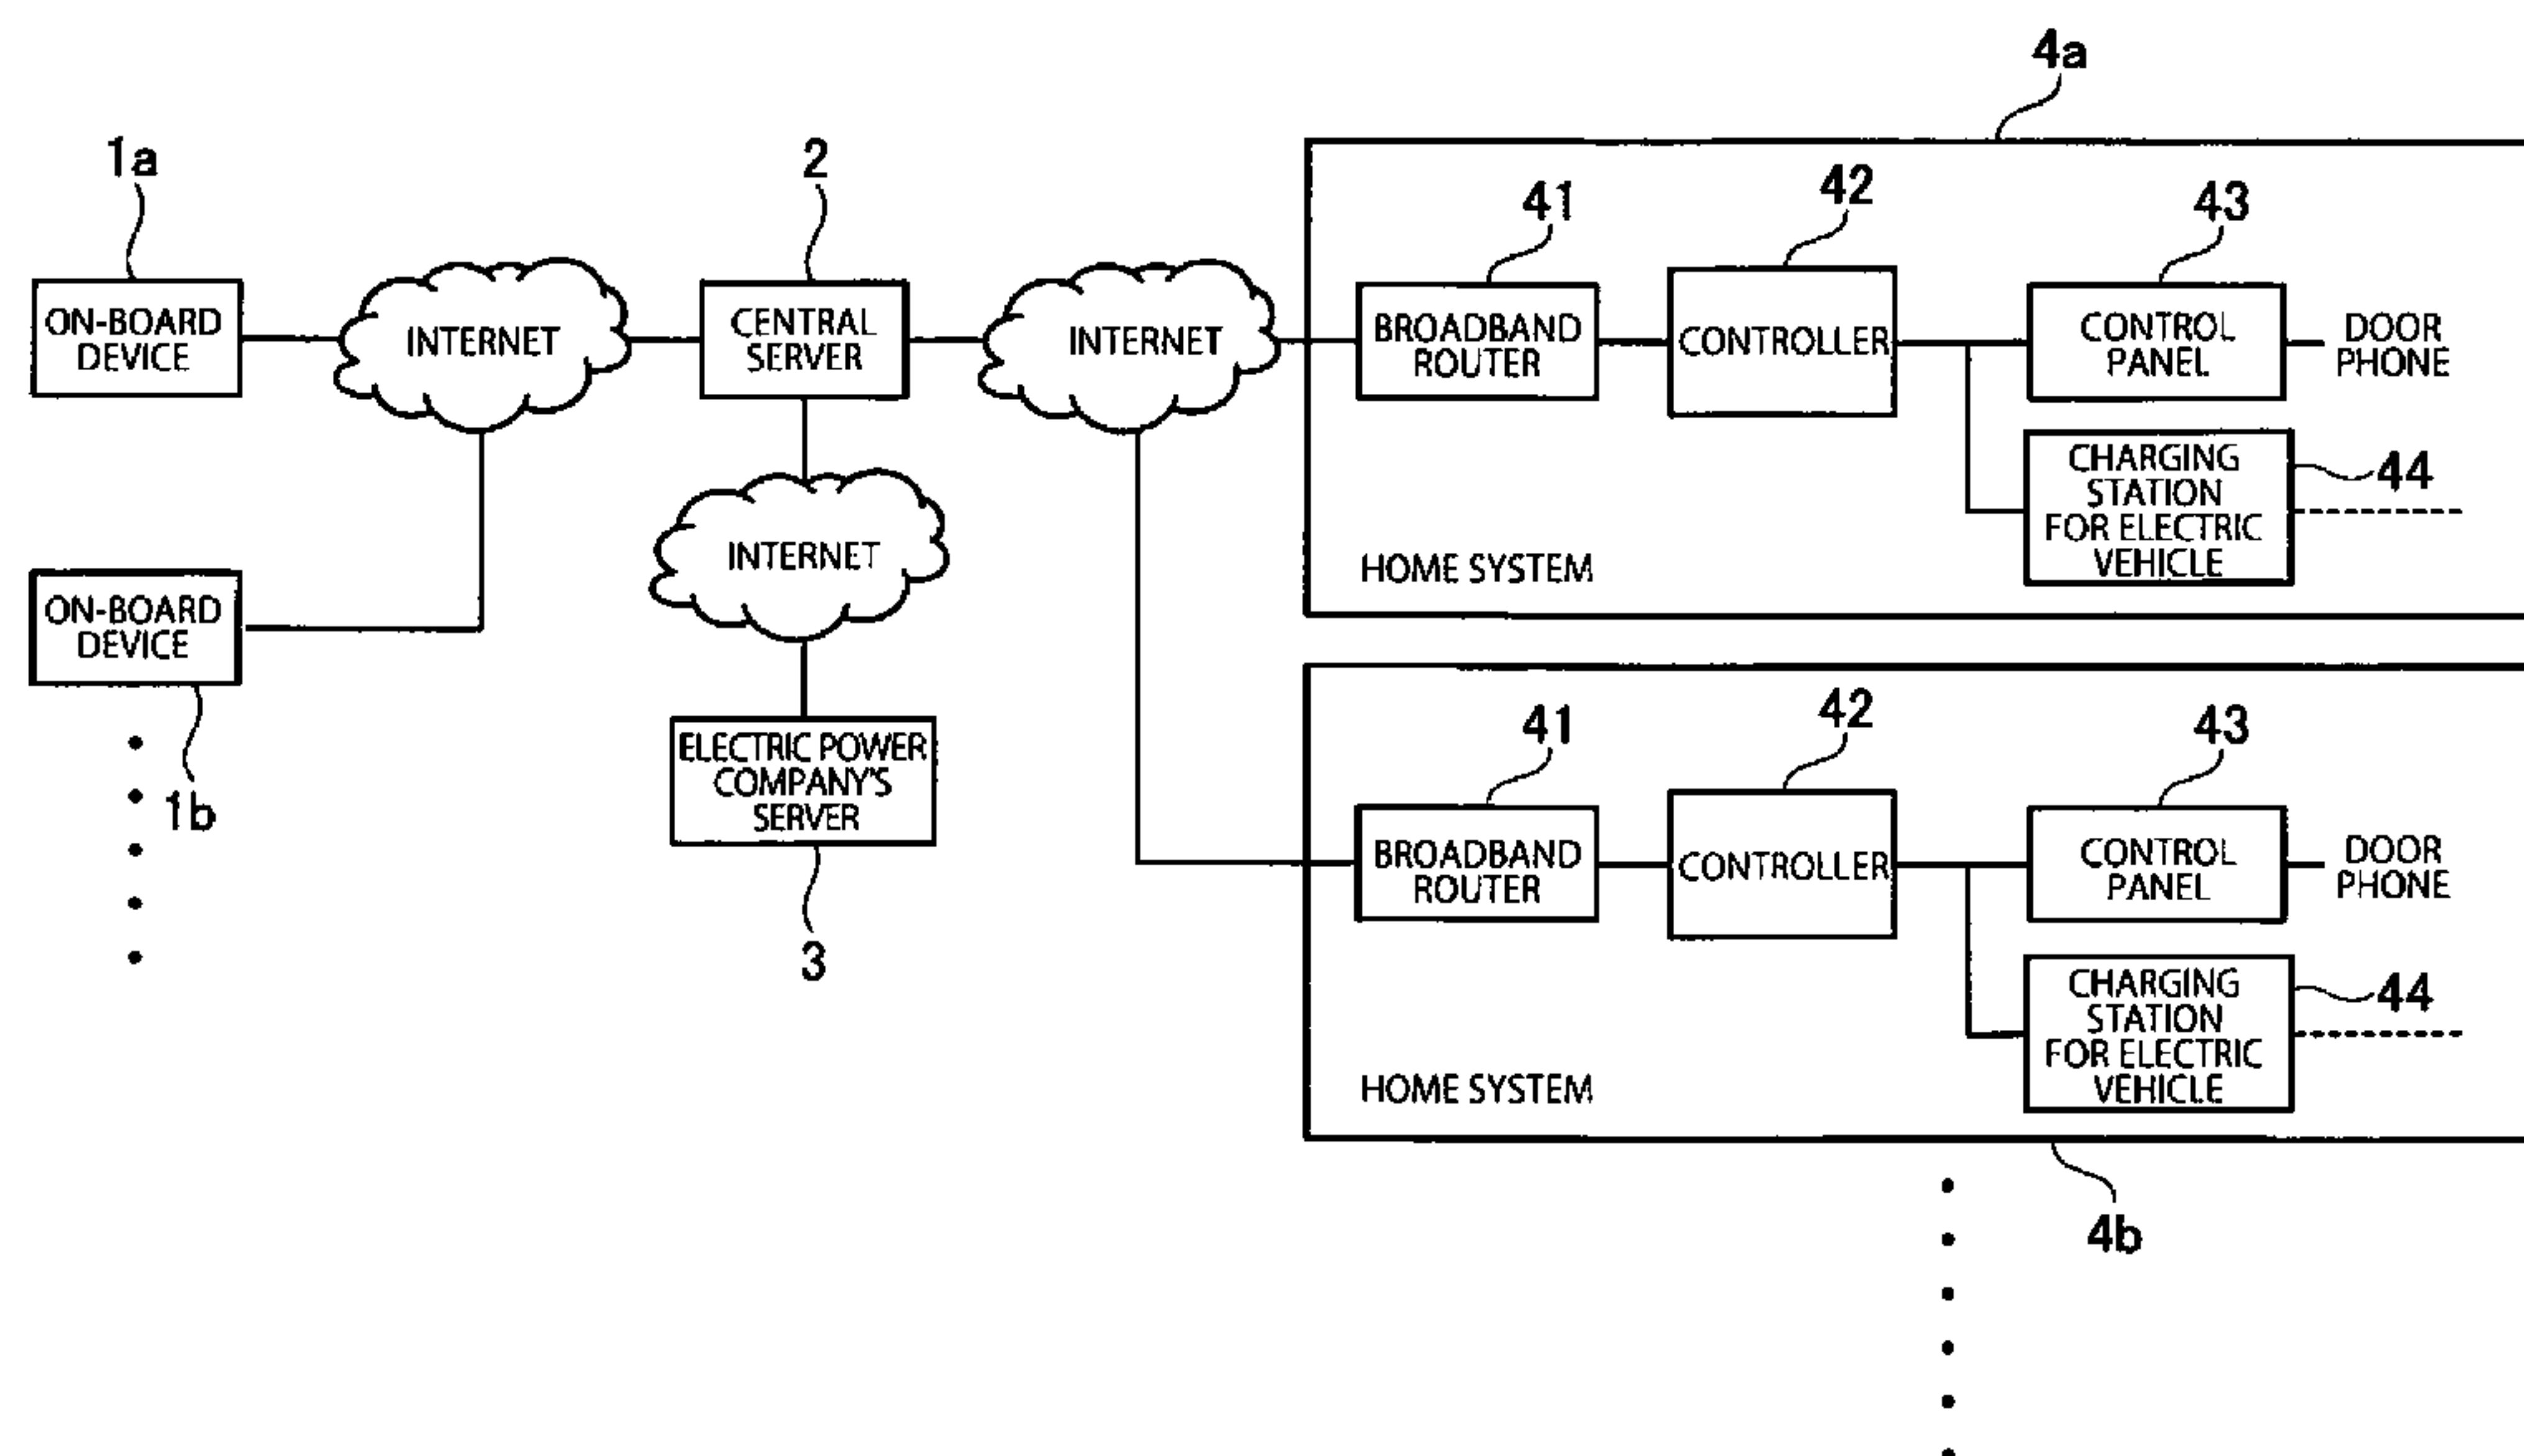 4a
1a
2
41
42
43
ON-BOARD
DEVICE
INTERNET
CENTRAL
SERVER
INTERNET
BROADBAND
ROUTER
CONTROLLER
CONTROL
PANEL
DOOR
PHONE
CHARGING
STATION
FOR ELECTRIC
VEHICLE
44
HOME SYSTEM
INTERNET
ON-BOARD
DEVICE
1b
ELECTRIC POWER
COMPANY'S
SERVER
3
41
42
43
BROADBAND
ROUTER
CONTROLLER
CONTROL
PANEL
DOOR
PHONE
CHARGING
STATION
FOR ELECTRIC
VEHICLE
44
HOME SYSTEM
4b